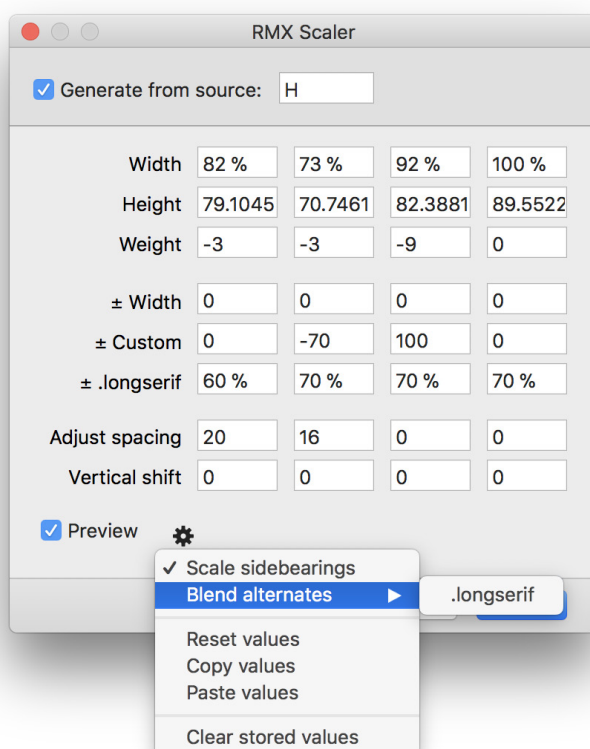 RMX Scaler
Generate from source: H
Width 82 % 73 % 92 % 100 %
Height 79.1045 70.7461 82.3881 89.5522
Weight -3 -3 -9 0
± Width 0 0 0 0
± Custom 0 -70 100 0
± .longserif 60 % 70 % 70 % 70 %
Adjust spacing 20 16 0 0
Vertical shift 0 0 0 0
Preview
✓ Scale sidebearings
Blend alternates ▶ .longserif
Reset values
Copy values
Paste values
Clear stored values